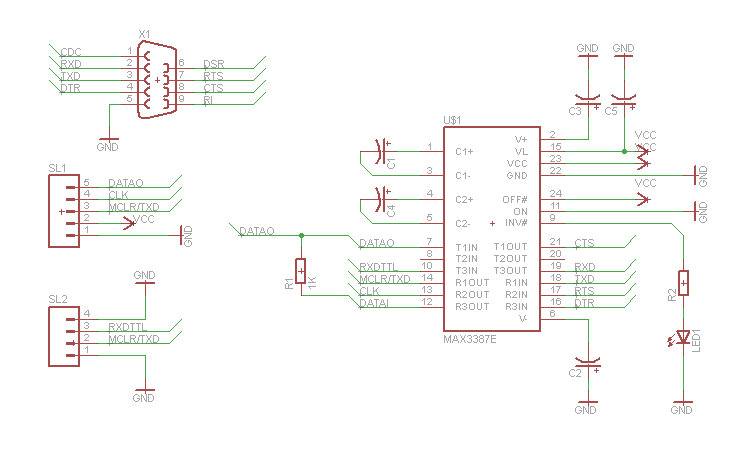 X1
CDC 1
RXD 2
TXD 3
DTR 4
5
GND
6 DSR
7 RTS
8 CTS
9 RI
SL1
5 DATAO
4 CLK
3 MCLR/TXD
2 VCC
1
GND
SL2
GND
4
3 RXDTTL
2 MCLR/TXD
1
GND
DATAO
R1
1K
C1
C4
U$1
1 C1+
3 C1-
4 C2+
5 C2-
DATAO 7 T1IN
8 T2IN
RXDTTL 10 T3IN
MCLR/TXD 14 R1OUT
CLK 13 R2OUT
DATAI 12 R3OUT
V+ 2
VL 15 VCC
VCC 23 VCC
GND 22 GND
OFF# 24 VCC
ON 11 GND
INV# 9
T1OUT 21 CTS
T2OUT 20
T3OUT 19 RXD
R1IN 18 TXD
R2IN 17 RTS
R3IN 16 DTR
V- 6
MAX3387E
GND
GND
C3
C5
C2
GND
R2
LED1
GND